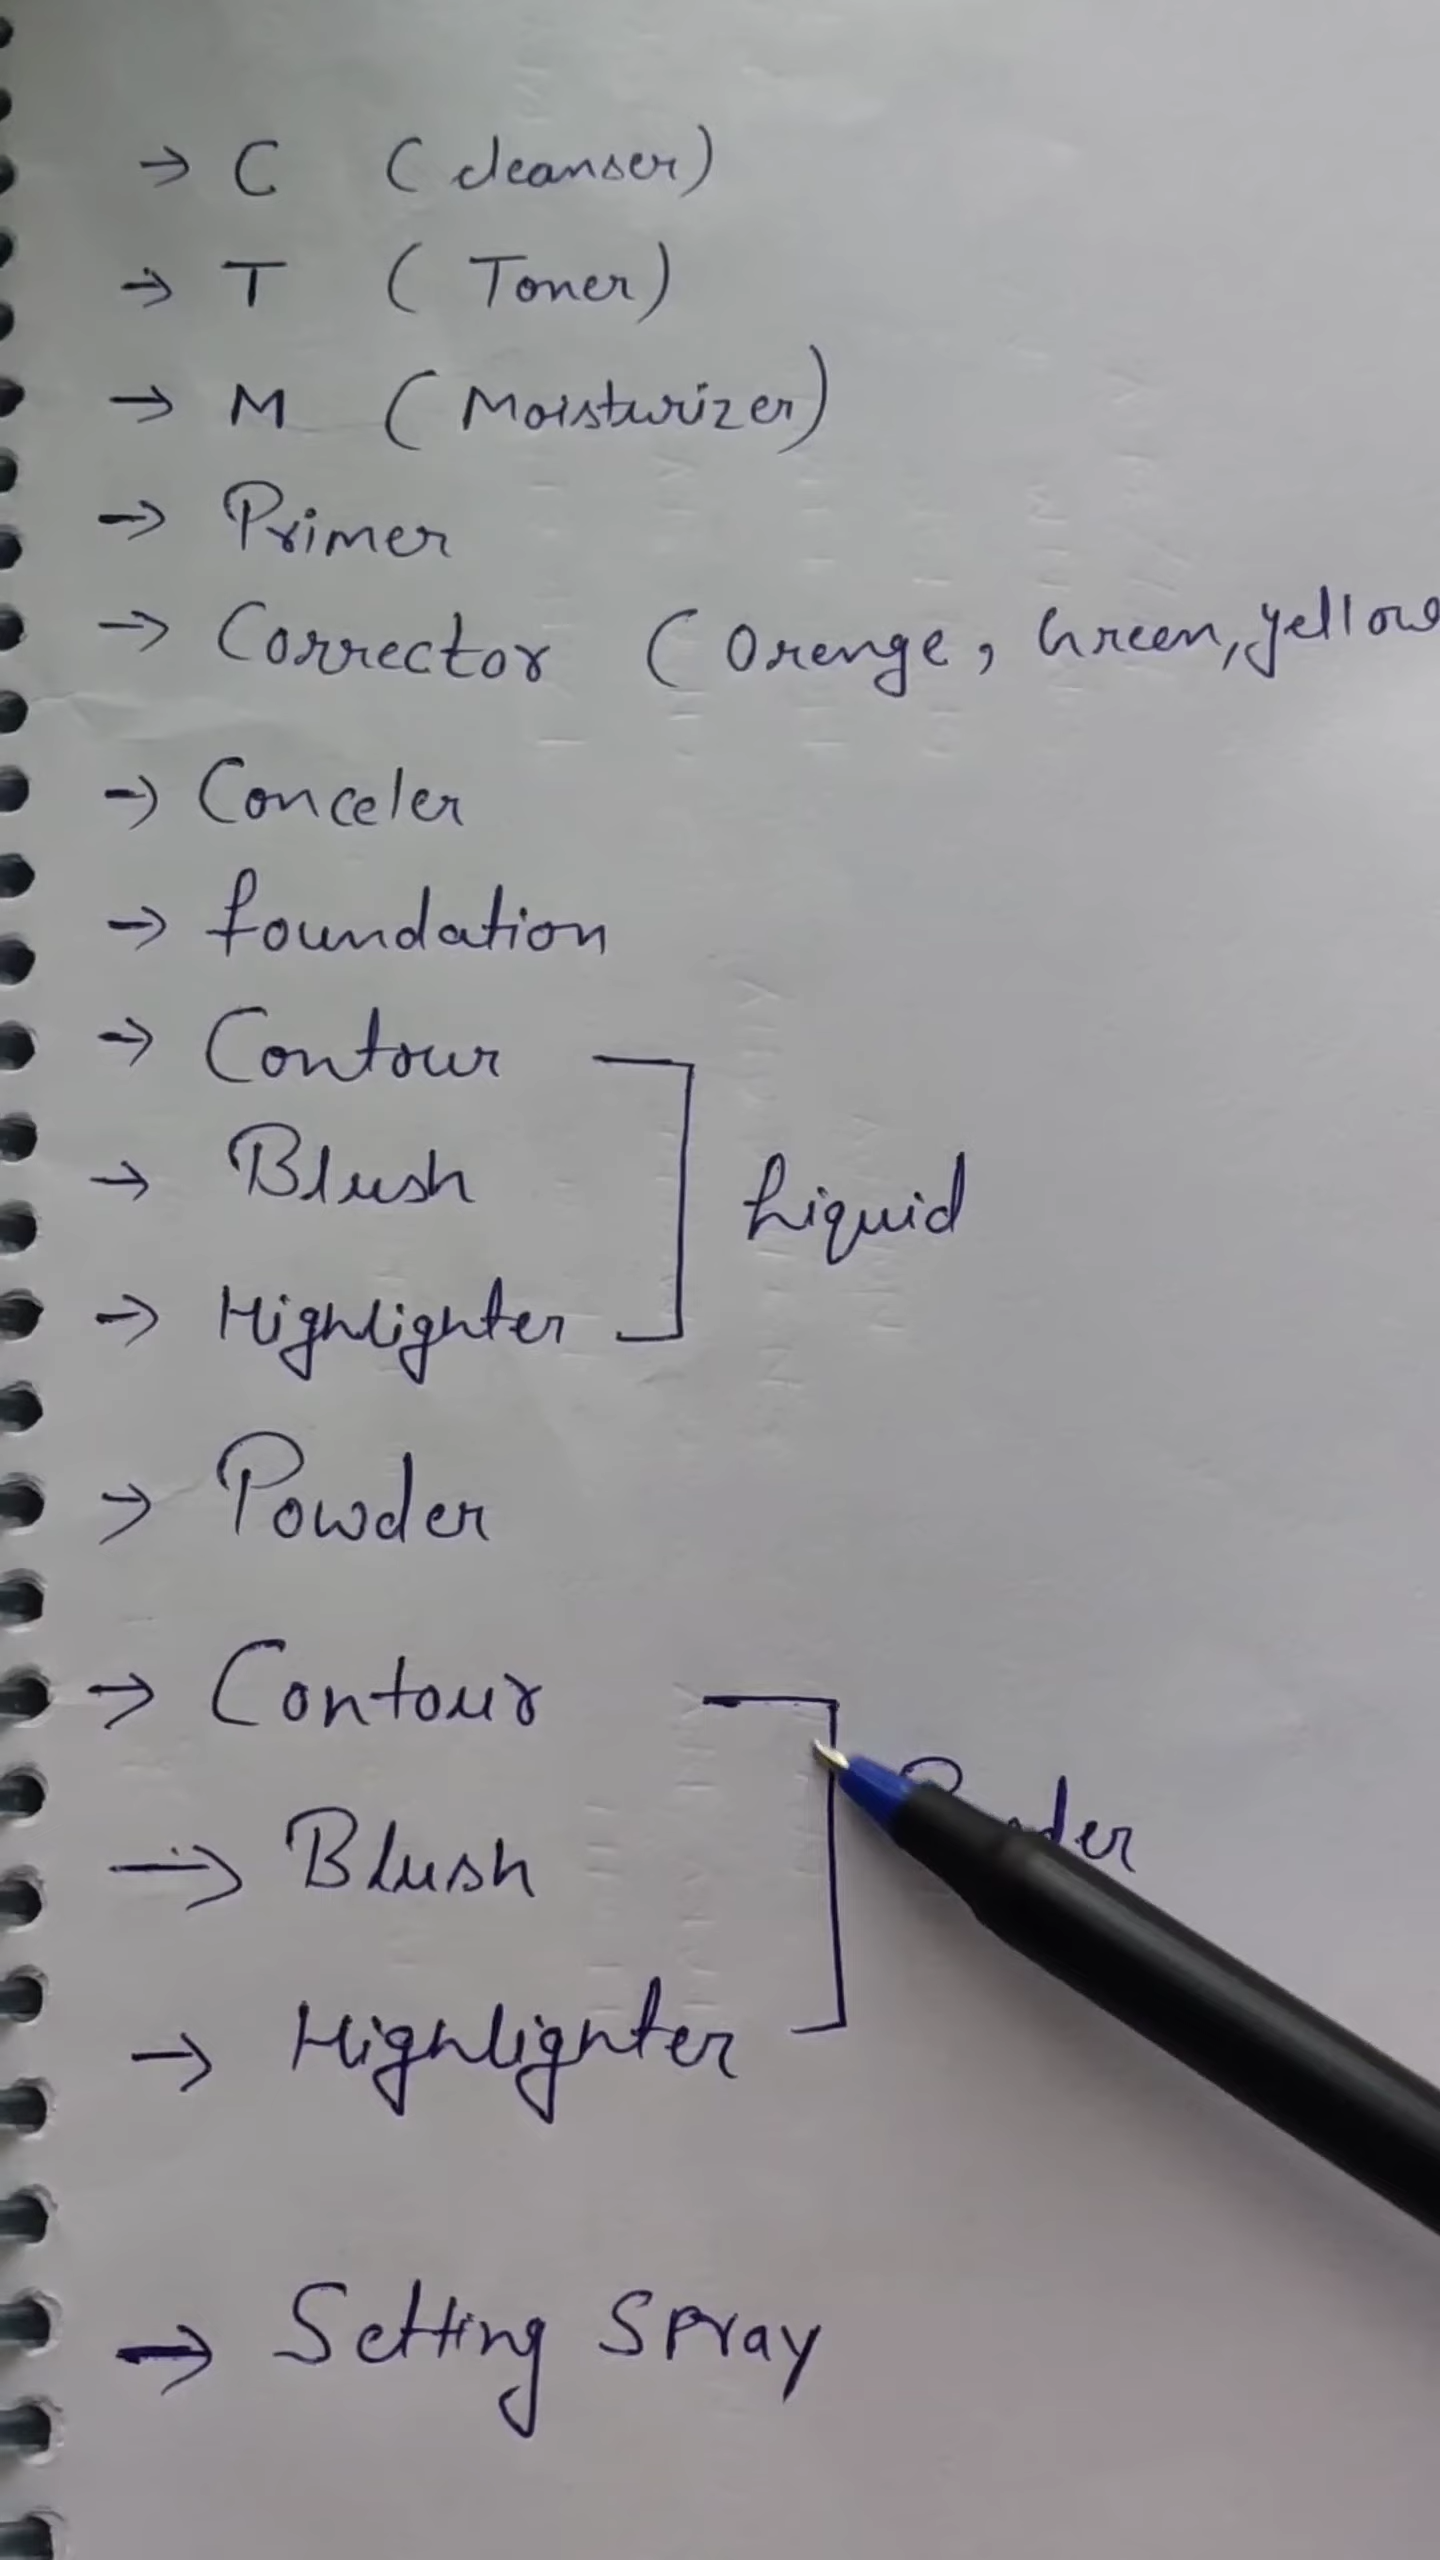 → C (cleanser)
→ T (Toner)
→ M (Moisturizer)
→ Primer
→ Corrector (Orenge, Green, yellow
→ Conceler
→ foundation
→ Contour
→ Blush
Liquid
→ Highlighter
→ Powder
→ Contour
→ Blush
→ Highlighter
→ Setting Spray